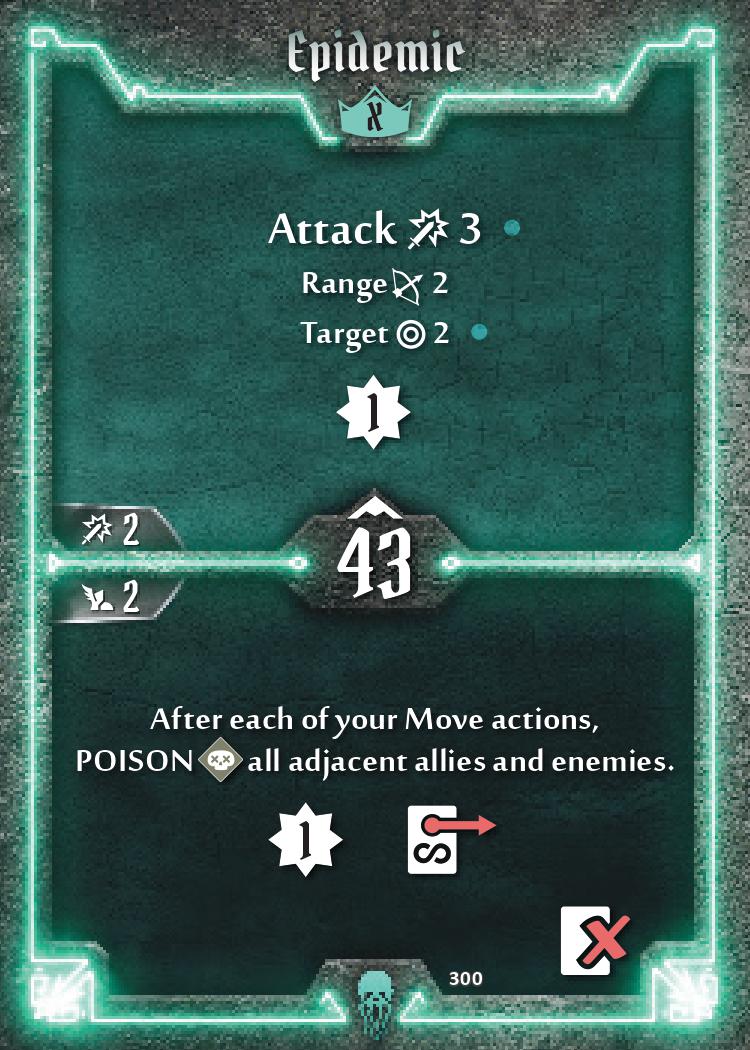 Epidemic
X
Attack 3
Range 2
Target 2
1
2
43
2
After each of your Move actions,
POISON all adjacent allies and enemies.
1
300